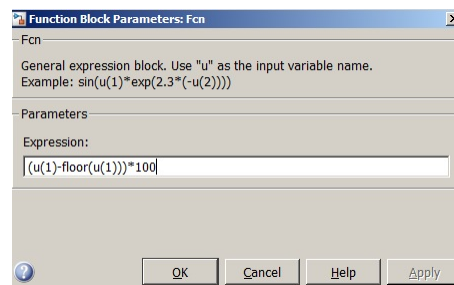 Function Block Parameters: Fcn
Fcn
General expression block. Use "u" as the input variable name.
Example: sin(u(1)*exp(2.3*(-u(2))))
Parameters
Expression:
(u(1)-floor(u(1)))*100
OK Cancel Help Apply